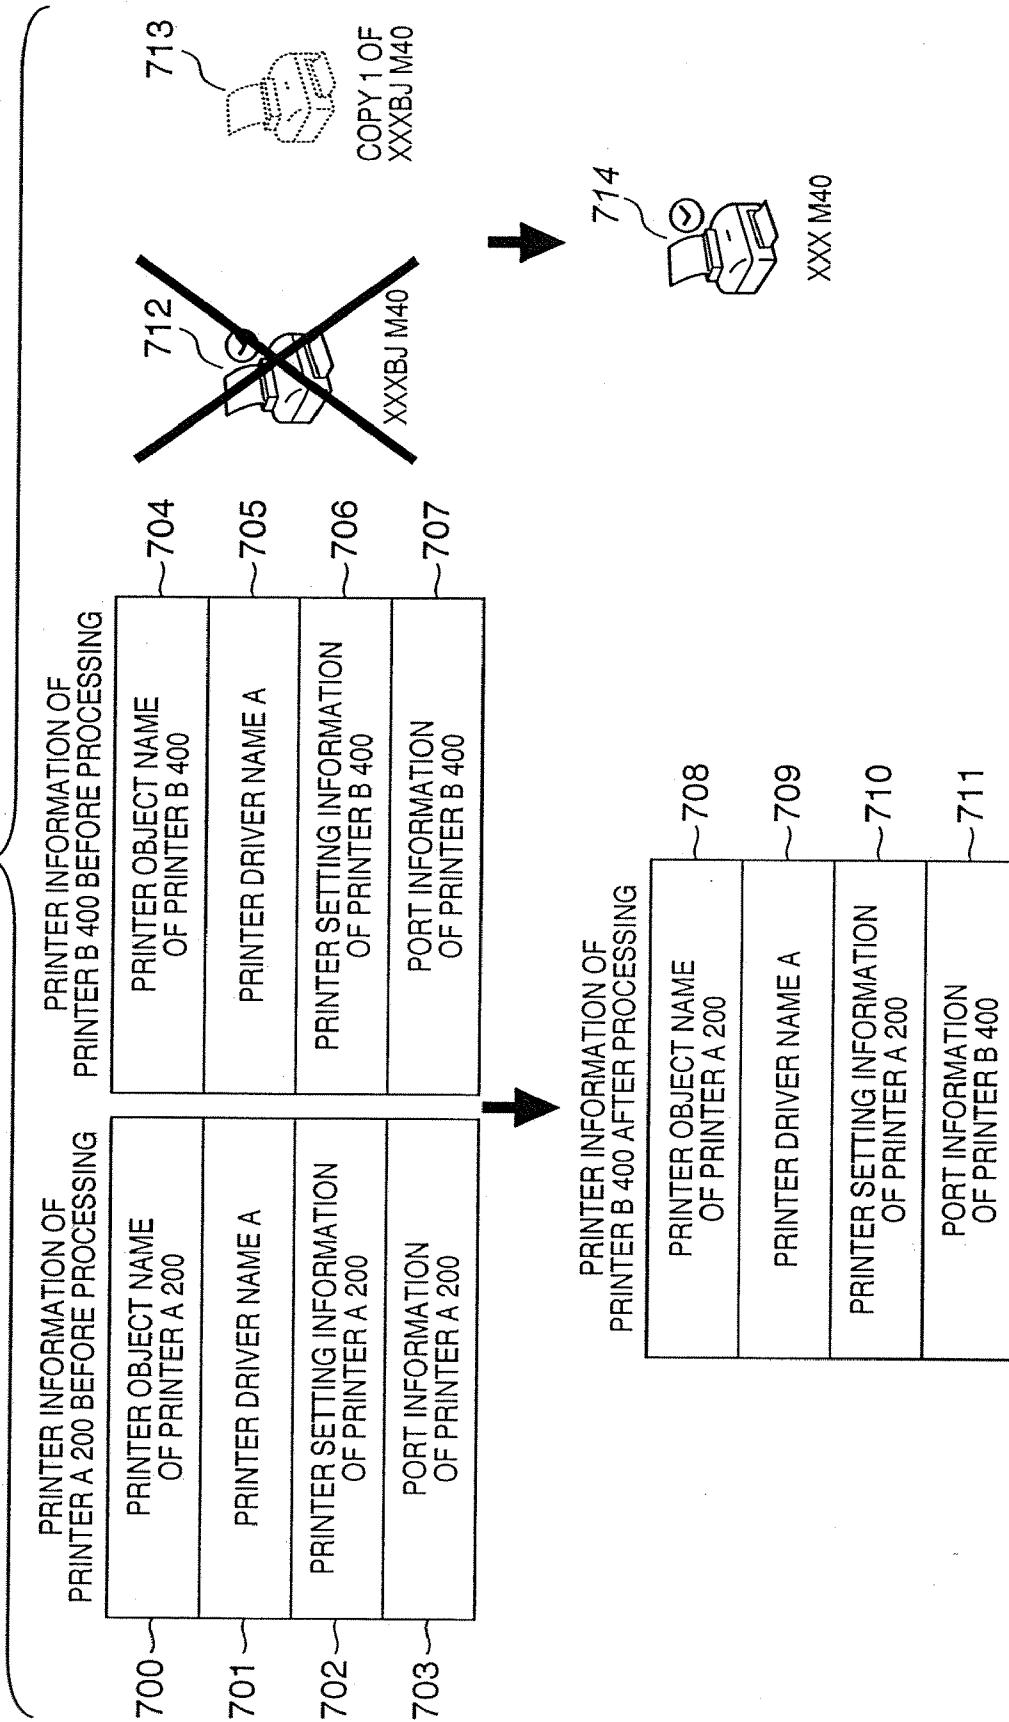 PRINTER INFORMATION OF
PRINTER A 200 BEFORE PROCESSING
700
PRINTER OBJECT NAME
OF PRINTER A 200
701
PRINTER DRIVER NAME A
702
PRINTER SETTING INFORMATION
OF PRINTER A 200
703
PORT INFORMATION
OF PRINTER A 200
PRINTER INFORMATION OF
PRINTER B 400 BEFORE PROCESSING
PRINTER OBJECT NAME
OF PRINTER B 400
704
PRINTER DRIVER NAME A
705
PRINTER SETTING INFORMATION
OF PRINTER B 400
706
PORT INFORMATION
OF PRINTER B 400
707
712
XXXBJ M40
713
COPY 1 OF
XXXBJ M40
PRINTER INFORMATION OF
PRINTER B 400 AFTER PROCESSING
PRINTER OBJECT NAME
OF PRINTER A 200
708
PRINTER DRIVER NAME A
709
PRINTER SETTING INFORMATION
OF PRINTER A 200
710
PORT INFORMATION
OF PRINTER B 400
711
714
XXX M40